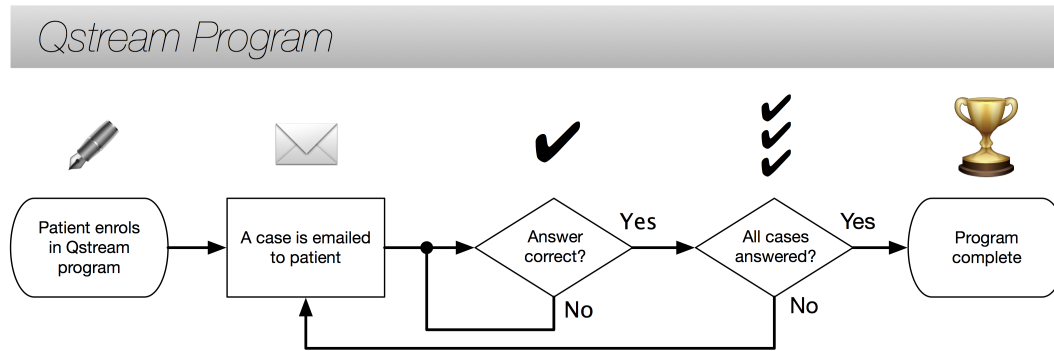 Qstream Program
Patient enrols
in Qstream
program
A case is emailed
to patient
Answer
correct?
Yes
No
All cases
answered?
Yes
No
Program
complete